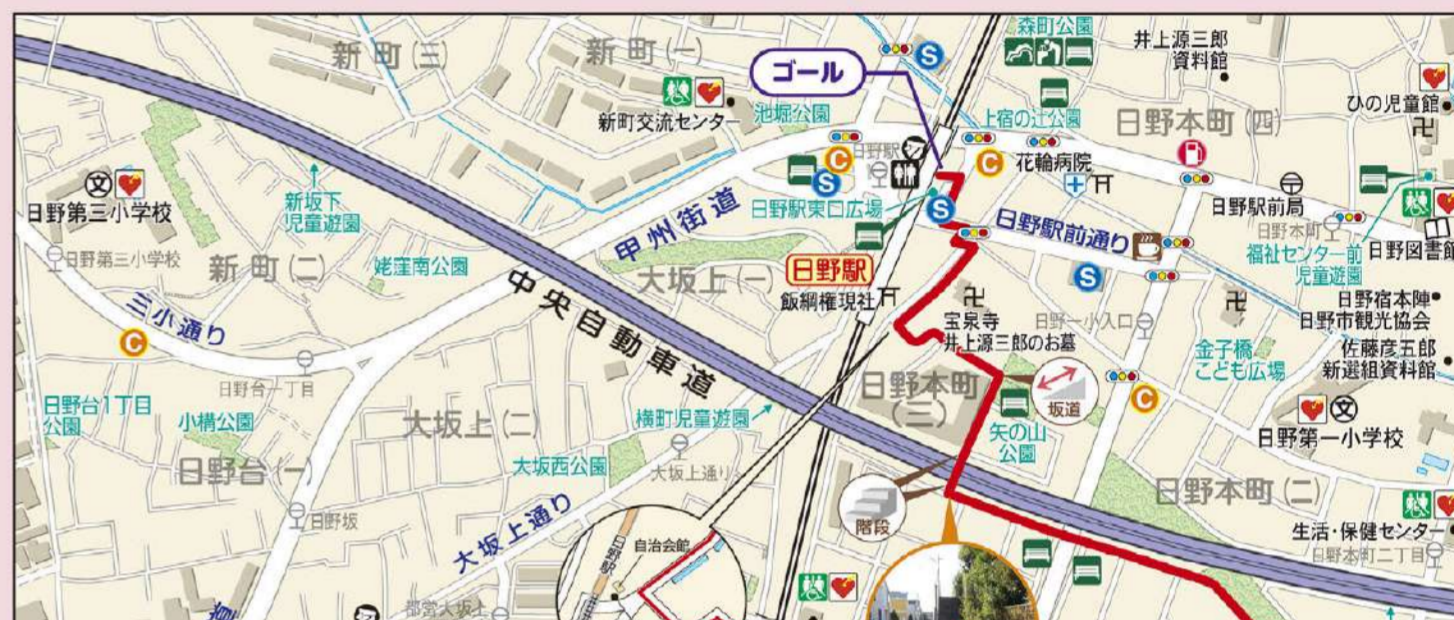 新町(三)
新町(一)
ゴール
森町公園
井上源三郎
資料館
S
新町交流センター
池堀公園
上宿の辻公園
日野本町(四)
ひの児童館
日野駅
C
C
花輪病院
文
日野第三小学校
新坂下
児童遊園
甲州街道
S
日野駅東口広場
S
日野駅前通り
日野駅前局
日野本町
日野図書館
福祉センター前
児童遊園
日野第三小学校
新町(二)
姥窪南公園
大坂上(一)
日野駅
飯綱権現社
S
三小通り
中央自動車道
宝泉寺
井上源三郎のお墓
日野一小入口
日野宿本陣
日野市観光協会
金子橋
こども広場
佐藤彦五郎
新選組資料館
C
日野台一丁目
日野台1丁目
公園
小構公園
大坂上(二)
横町児童遊園
日野本町
(三)
坂道
C
文
日野第一小学校
矢の山
公園
日野台(一)
大坂西公園
大坂上通り
日野本町(二)
日野坂
大坂上通り
階段
生活・保健センター
日野本町二丁目
自治会館
日野駅
都営大坂上
道